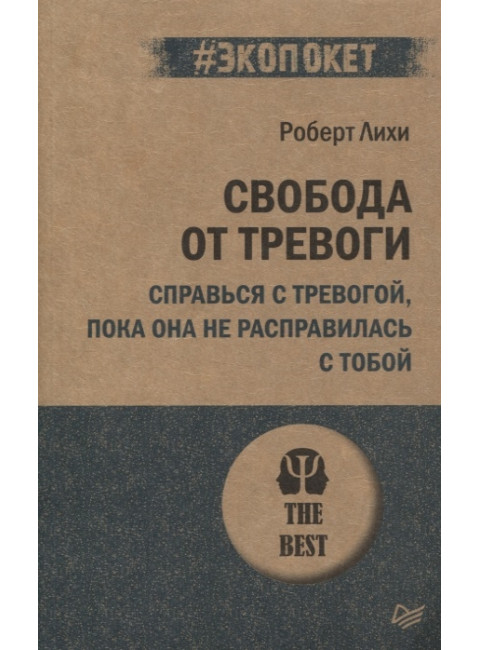 #ЭКОПОКЕТ
Роберт Лихи
СВОБОДА
ОТ ТРЕВОГИ
СПРАВЬСЯ С ТРЕВОГОЙ,
ПОКА ОНА НЕ РАСПРАВИЛАСЬ
С ТОБОЙ
Ψ
THE
BEST